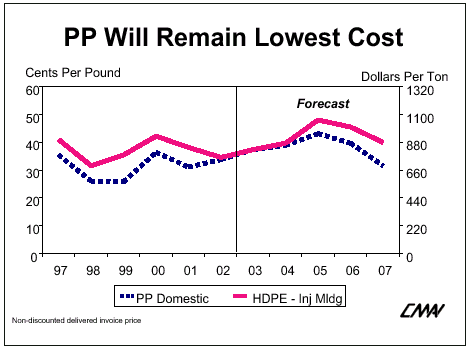 PP Will Remain Lowest Cost
Cents Per Pound
Dollars Per Ton
60
50
40
30
20
10
0
Forecast
1320
1100
880
660
440
220
0
97 98 99 00 01 02 03 04 05 06 07
PP Domestic HDPE - Inj Mldg
CMAI
Non-discounted delivered invoice price